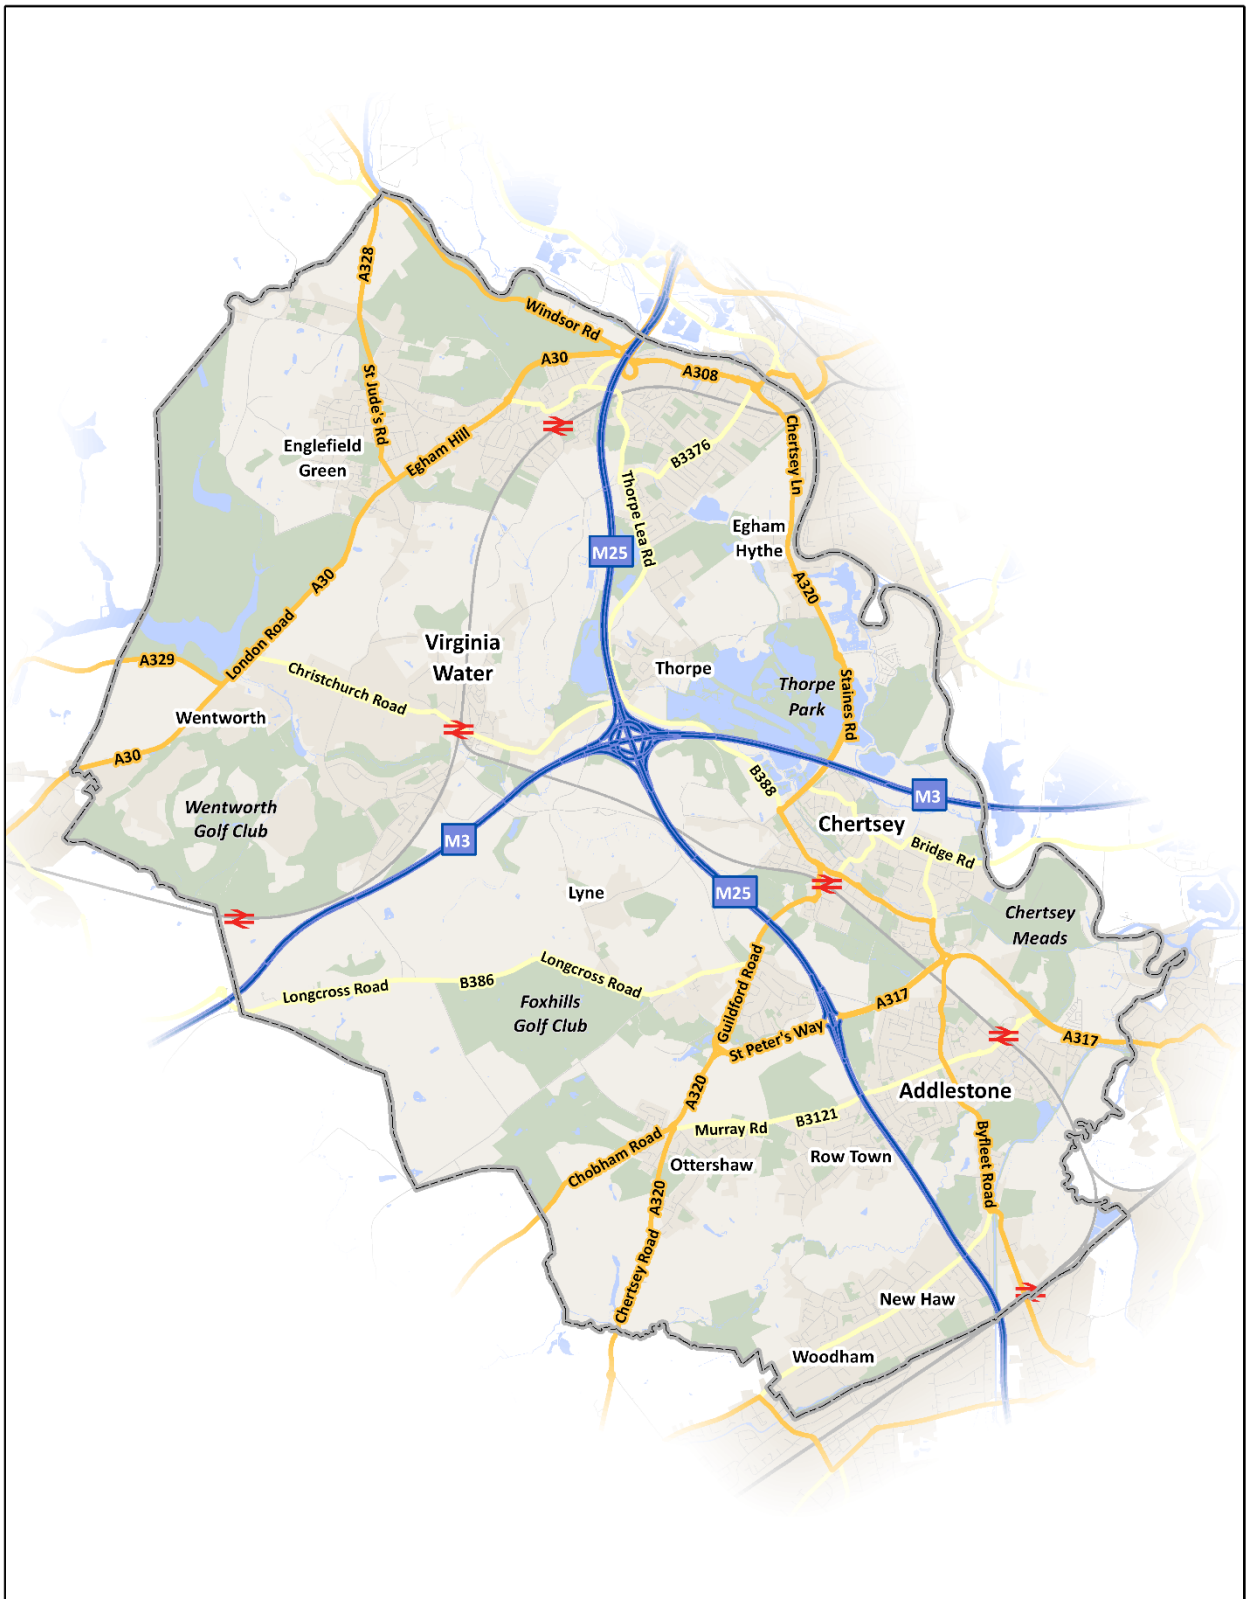 A328
Windsor Rd
A30
A308
St Jude's Rd
Englefield
Green
Egham Hill
B3376
Chertsey Ln
Thorpe Lea Rd
Egham
Hythe
M25
A30
A320
London Road
Virginia
Water
A329
Christchurch Road
Thorpe
Thorpe
Park
Staines Rd
Wentworth
A30
B388
M3
Wentworth
Golf Club
M3
Chertsey
Bridge Rd
Lyne
M25
Chertsey
Meads
Longcross Road
B386
Longcross Road
Foxhills
Golf Club
Guildford Road
A317
St Peter's Way
A317
A320
Addlestone
Murray Rd
B3121
Chobham Road
Ottershaw
Row Town
Byfleet Road
A320
Chertsey Road
New Haw
Woodham